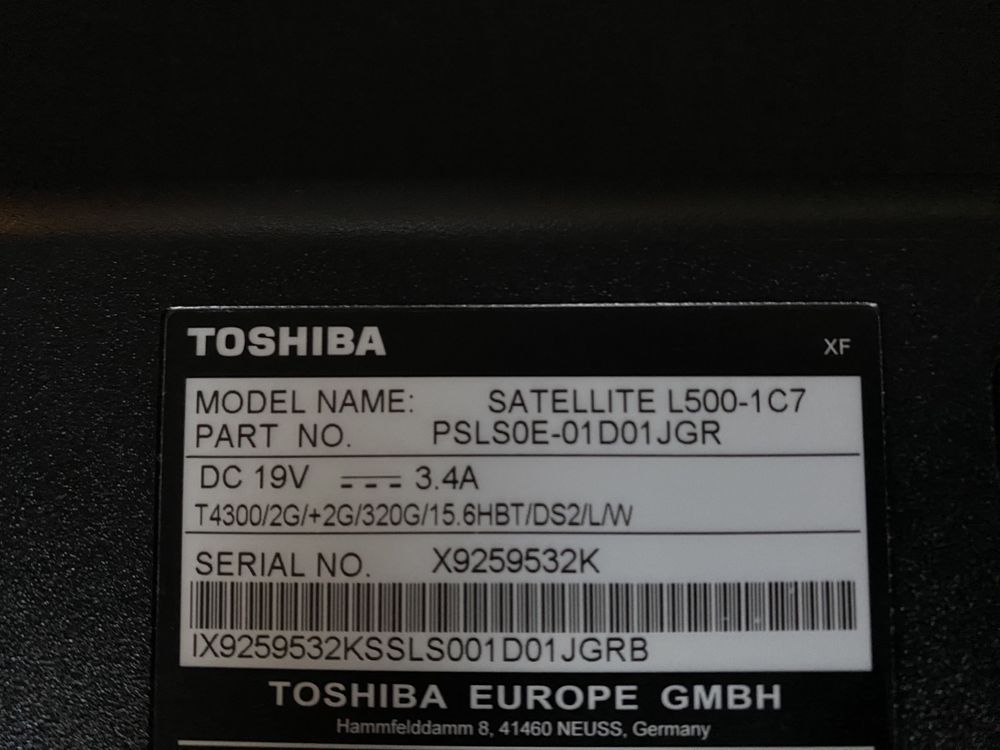 TOSHIBA
XF
MODEL NAME: SATELLITE L500-1C7
PART NO. PSLS0E-01D01JGR
DC 19V 3.4A
T4300/2G/+2G/320G/15.6HBT/DS2/L/W
SERIAL NO. X9259532K
IX9259532KSSLS001D01JGRB
TOSHIBA EUROPE GMBH
Hammfelddamm 8, 41460 NEUSS, Germany